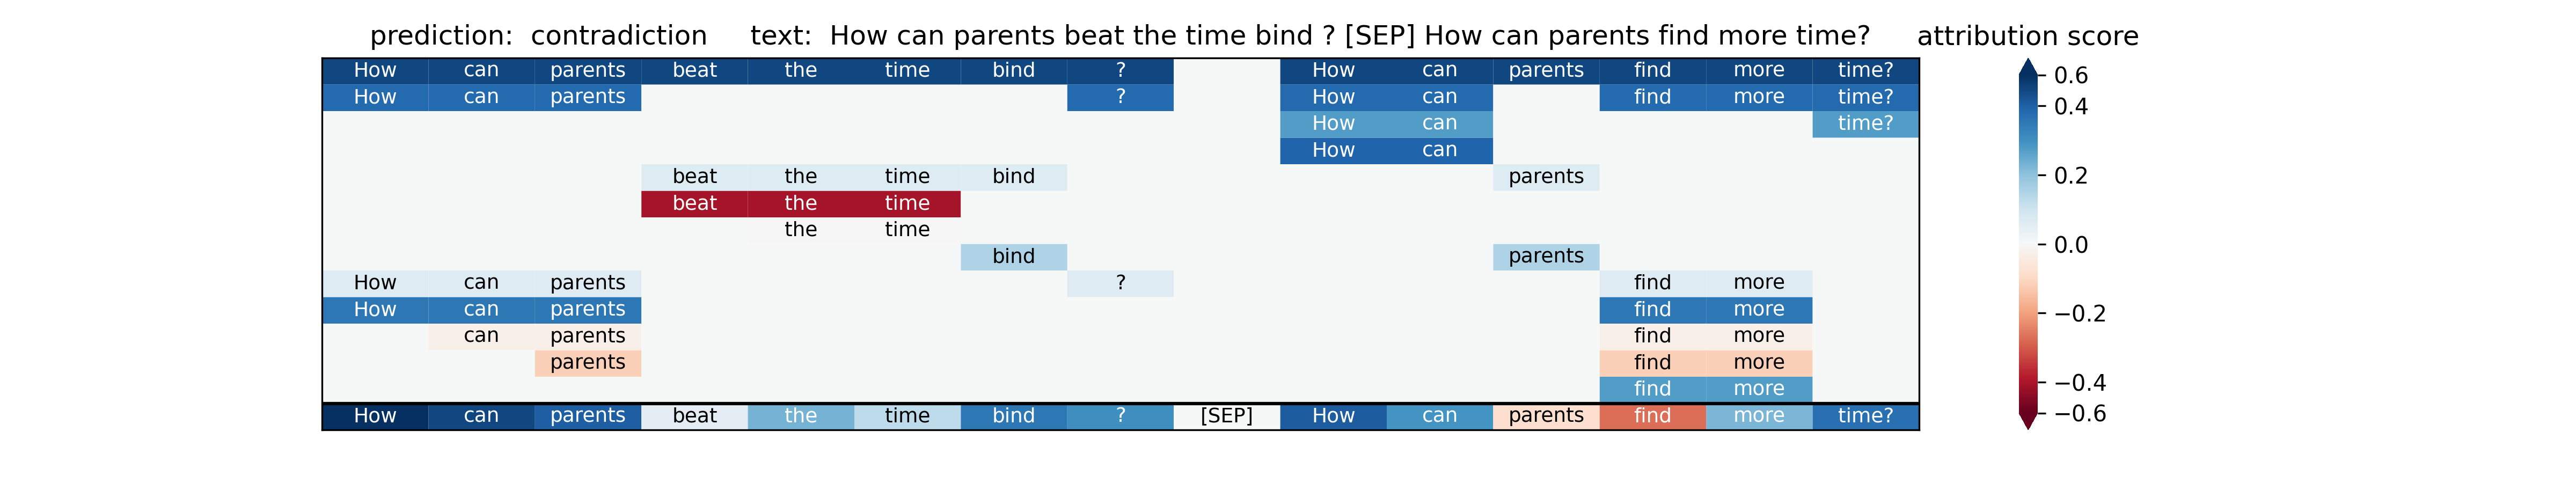 prediction: contradiction text: How can parents beat the time bind ? [SEP] How can parents find more time? attribution score
How can parents beat the time bind ? How can parents find more time?
How can parents ? How can find more time?
How can time?
How can
beat the time bind parents
beat the time
the time
bind parents
How can parents ? find more
How can parents find more
can parents find more
parents find more
find more
How can parents beat the time bind ? [SEP] How can parents find more time?
0.6
0.4
0.2
0.0
−0.2
−0.4
−0.6